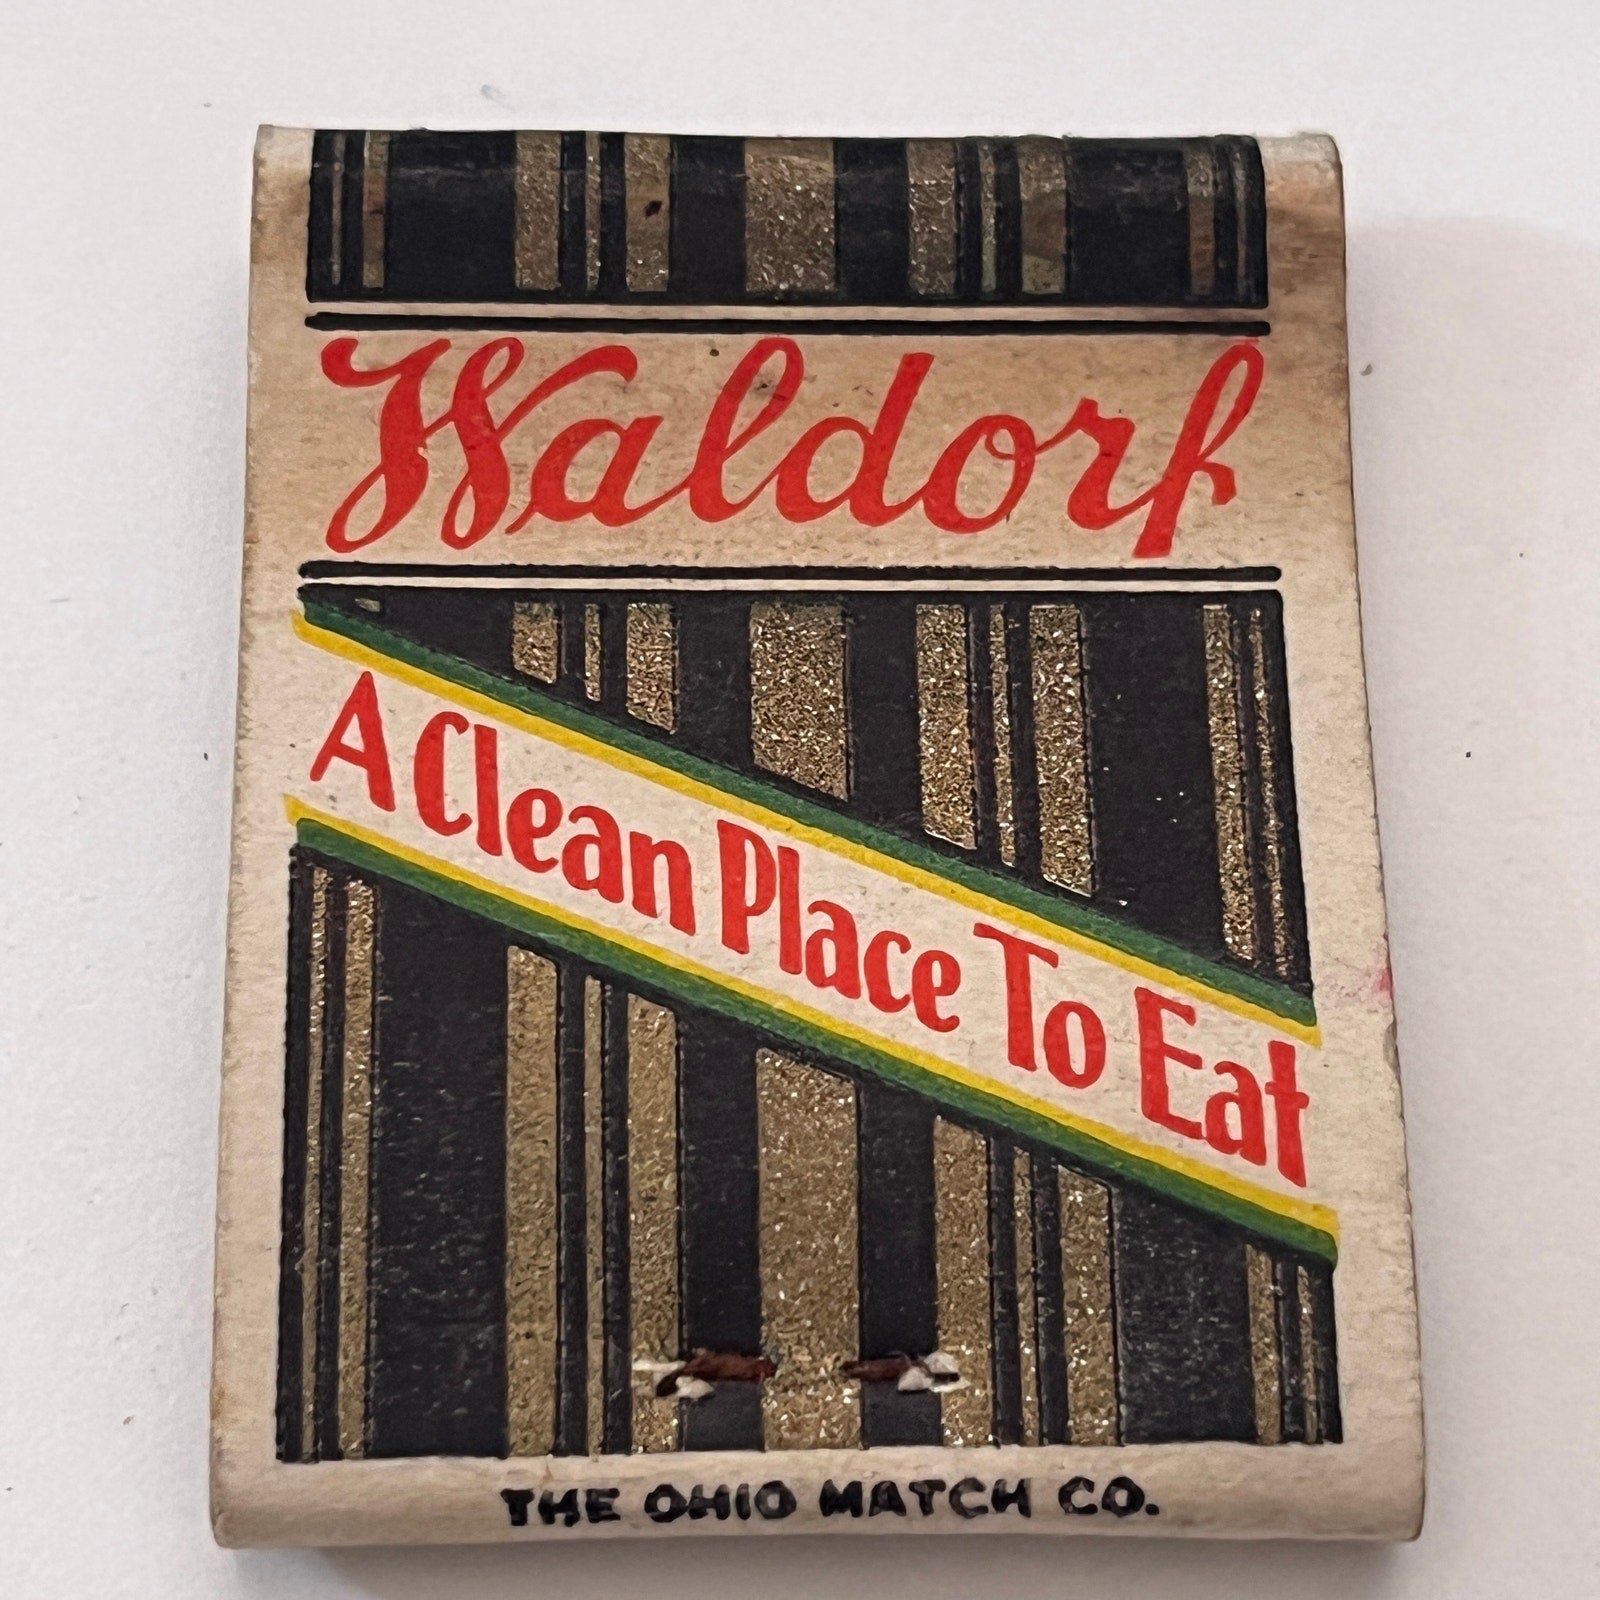 Waldorf
A Clean Place To Eat
THE OHIO MATCH CO.